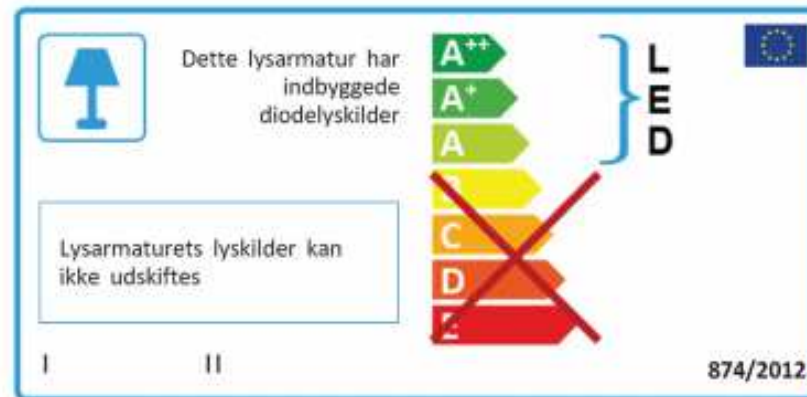 Dette lysarmatur har
indbyggede
diodelyskilder
A++
A+
A
B
C
D
E
L
E
D
Lysarmaturets lyskilder kan
ikke udskiftes
I
II
874/2012